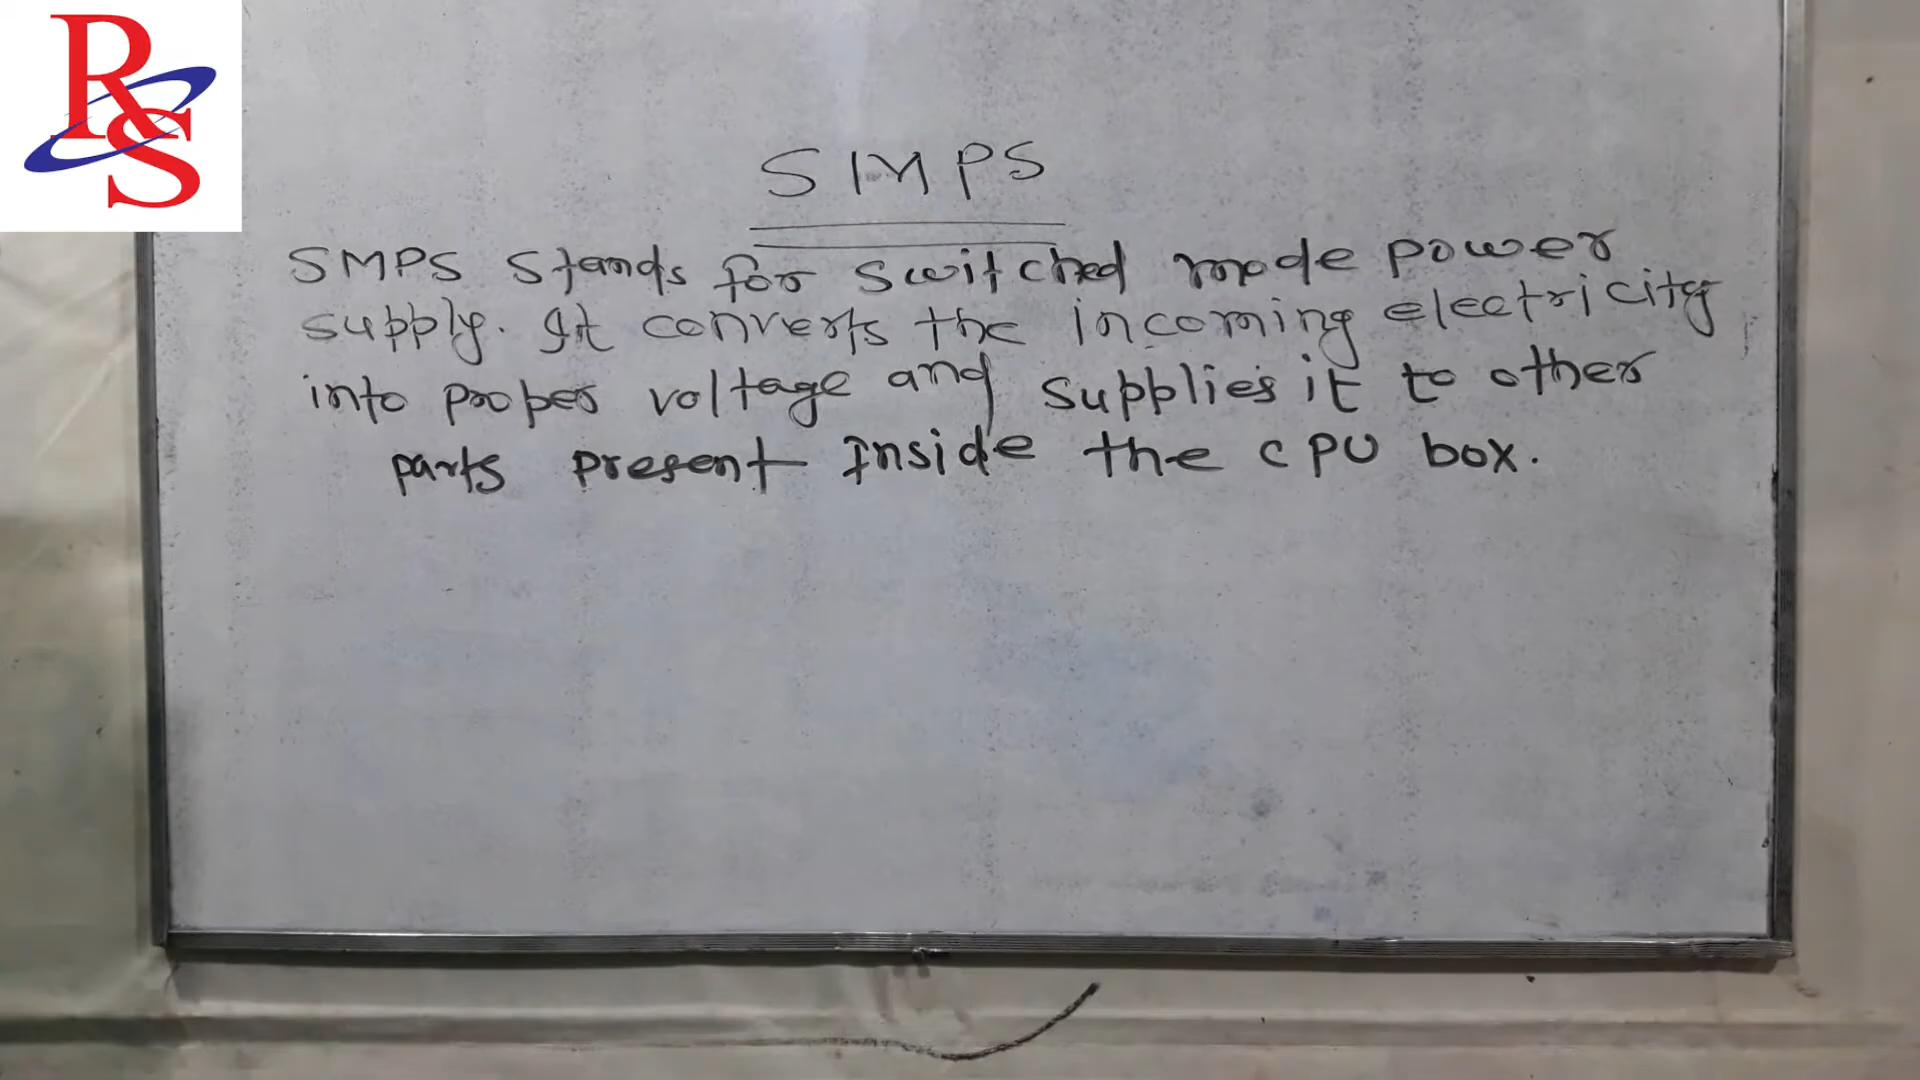 RS
SMPS
SMPS stands for switched mode power
supply. It converts the incoming electricity
into proper voltage and supplies it to other
parts present Inside the CPU box.